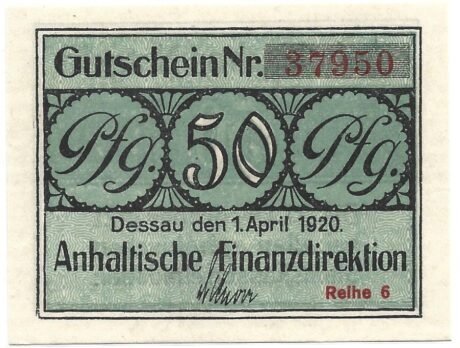 Gutschein Nr. 37950
Pfg. 50 Pfg.
Dessau den 1. April 1920.
Anhaltische Finanzdirektion
Reihe 6